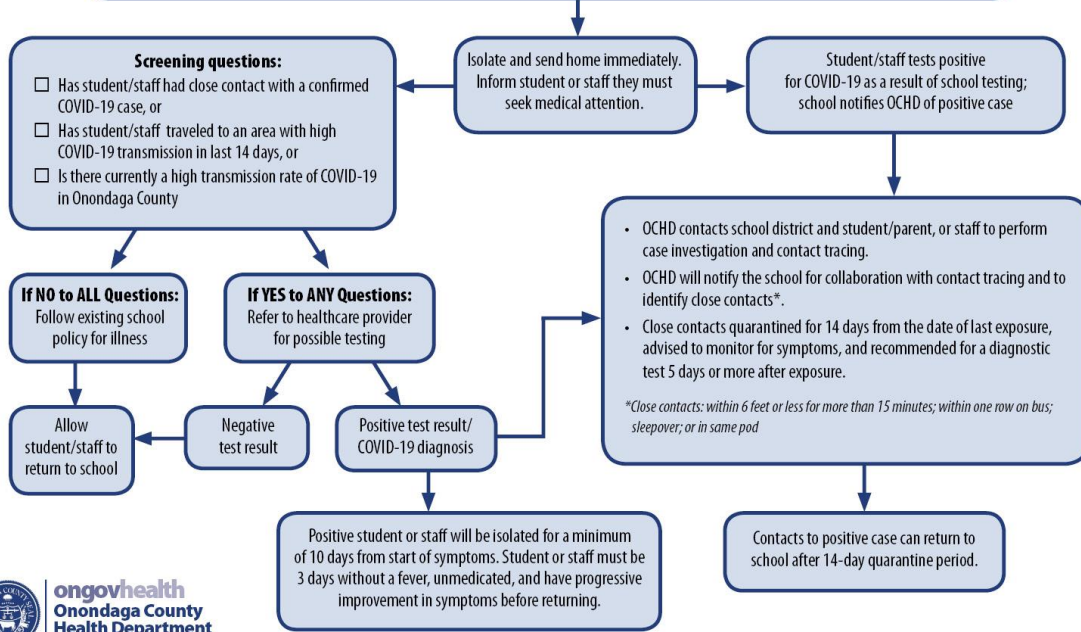 Isolate and send home immediately.
Inform student or staff they must
seek medical attention.
Screening questions:
Has student/staff had close contact with a confirmed
COVID-19 case, or
Has student/staff traveled to an area with high
COVID-19 transmission in last 14 days, or
Is there currently a high transmission rate of COVID-19
in Onondaga County
Student/staff tests positive
for COVID-19 as a result of school testing;
school notifies OCHD of positive case
If NO to ALL Questions:
Follow existing school
policy for illness
If YES to ANY Questions:
Refer to healthcare provider
for possible testing
• OCHD contacts school district and student/parent, or staff to perform
case investigation and contact tracing.
• OCHD will notify the school for collaboration with contact tracing and to
identify close contacts*.
• Close contacts quarantined for 14 days from the date of last exposure,
advised to monitor for symptoms, and recommended for a diagnostic
test 5 days or more after exposure.
*Close contacts: within 6 feet or less for more than 15 minutes; within one row on bus;
sleepover; or in same pod
Allow
student/staff to
return to school
Negative
test result
Positive test result/
COVID-19 diagnosis
Positive student or staff will be isolated for a minimum
of 10 days from start of symptoms. Student or staff must be
3 days without a fever, unmedicated, and have progressive
improvement in symptoms before returning.
Contacts to positive case can return to
school after 14-day quarantine period.
ongovhealth
Onondaga County
Health Department